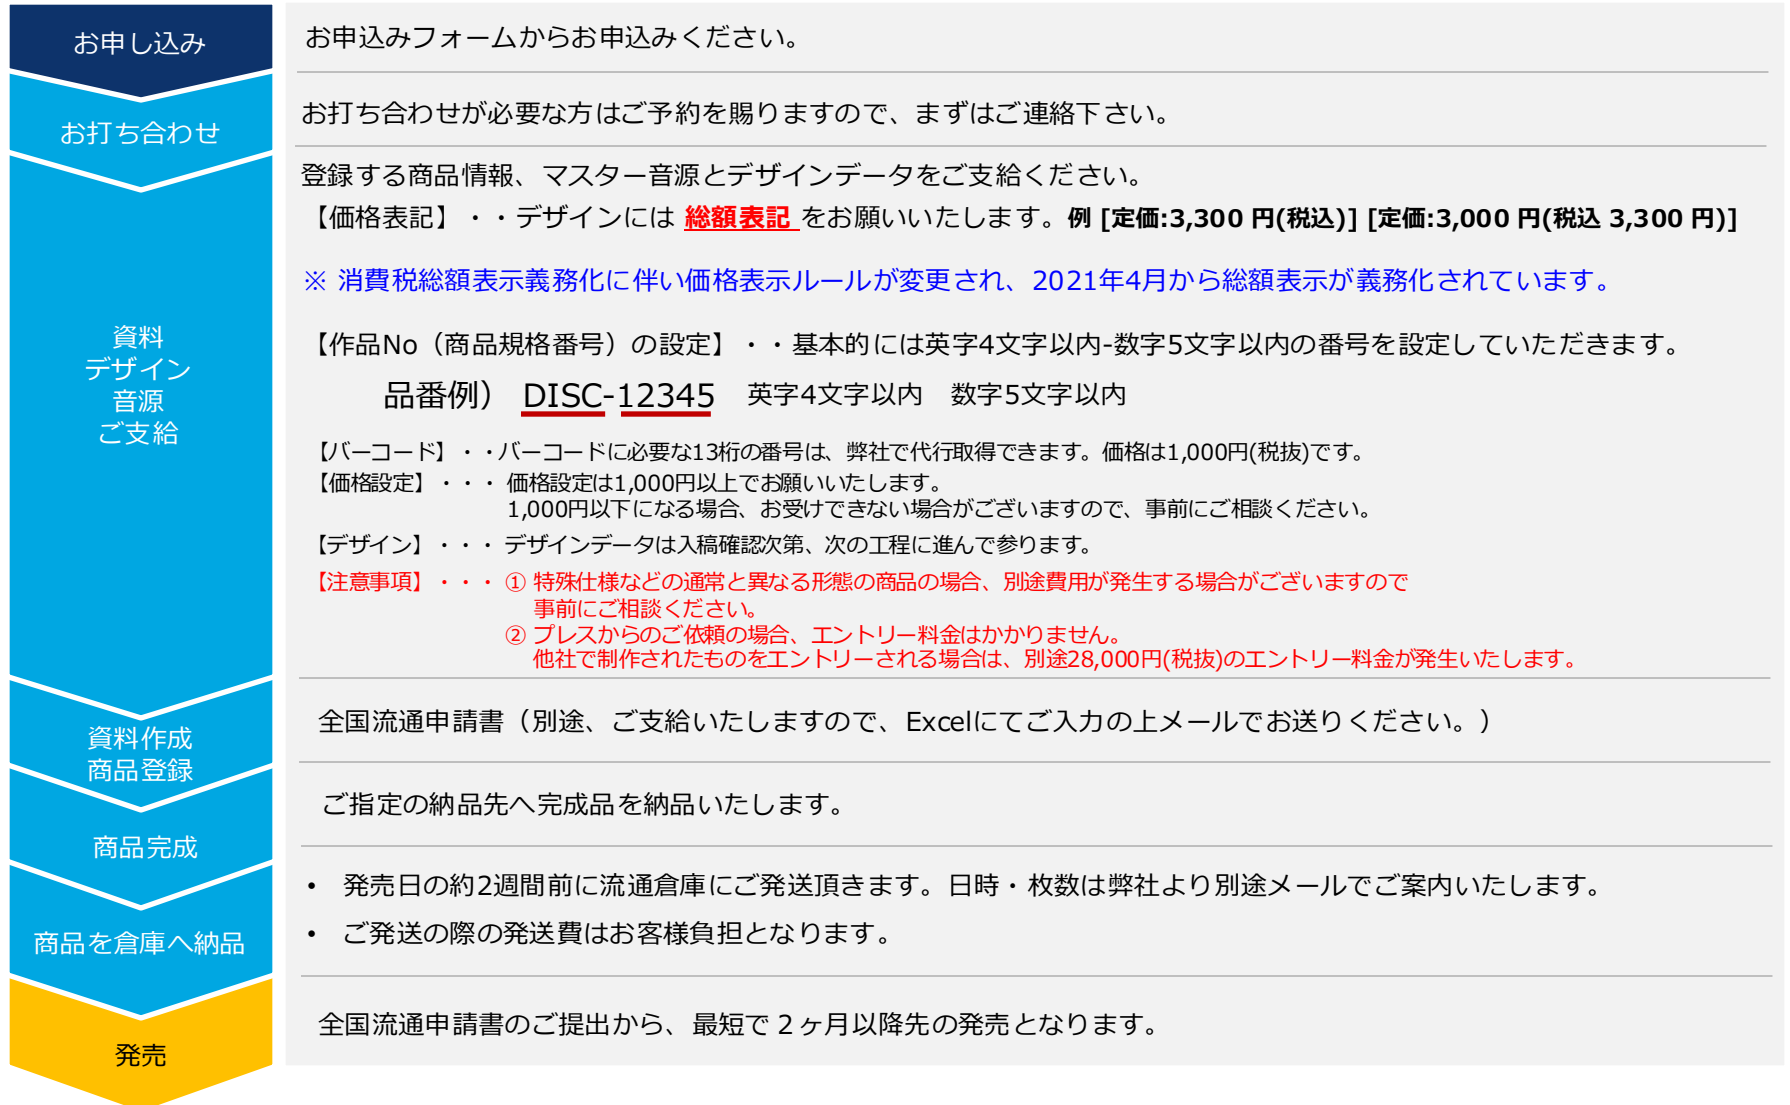 お申し込み
お申込みフォームからお申込みください。
お打ち合わせ
お打ち合わせが必要な方はご予約を賜りますので、まずはご連絡下さい。
資料
デザイン
音源
ご支給
登録する商品情報、マスター音源とデザインデータをご支給ください。
【価格表記】・・デザインには 総額表記 をお願いいたします。例 [定価:3,300 円(税込)] [定価:3,000 円(税込 3,300 円)]
※ 消費税総額表示義務化に伴い価格表示ルールが変更され、2021年4月から総額表示が義務化されています。
【作品No（商品規格番号）の設定】・・基本的には英字4文字以内-数字5文字以内の番号を設定していただきます。
品番例） DISC-12345 英字4文字以内 数字5文字以内
【バーコード】・・バーコードに必要な13桁の番号は、弊社で代行取得できます。価格は1,000円(税抜)です。
【価格設定】・・・ 価格設定は1,000円以上でお願いいたします。
1,000円以下になる場合、お受けできない場合がございますので、事前にご相談ください。
【デザイン】・・・ デザインデータは入稿確認次第、次の工程に進んで参ります。
【注意事項】・・・ ① 特殊仕様などの通常と異なる形態の商品の場合、別途費用が発生する場合がございますので
事前にご相談ください。
② プレスからのご依頼の場合、エントリー料金はかかりません。
他社で制作されたものをエントリーされる場合は、別途28,000円(税抜)のエントリー料金が発生いたします。
資料作成
商品登録
全国流通申請書（別途、ご支給いたしますので、Excelにてご入力の上メールでお送りください。）
商品完成
ご指定の納品先へ完成品を納品いたします。
商品を倉庫へ納品
• 発売日の約2週間前に流通倉庫にご発送頂きます。日時・枚数は弊社より別途メールでご案内いたします。
• ご発送の際の発送費はお客様負担となります。
発売
全国流通申請書のご提出から、最短で２ヶ月以降先の発売となります。